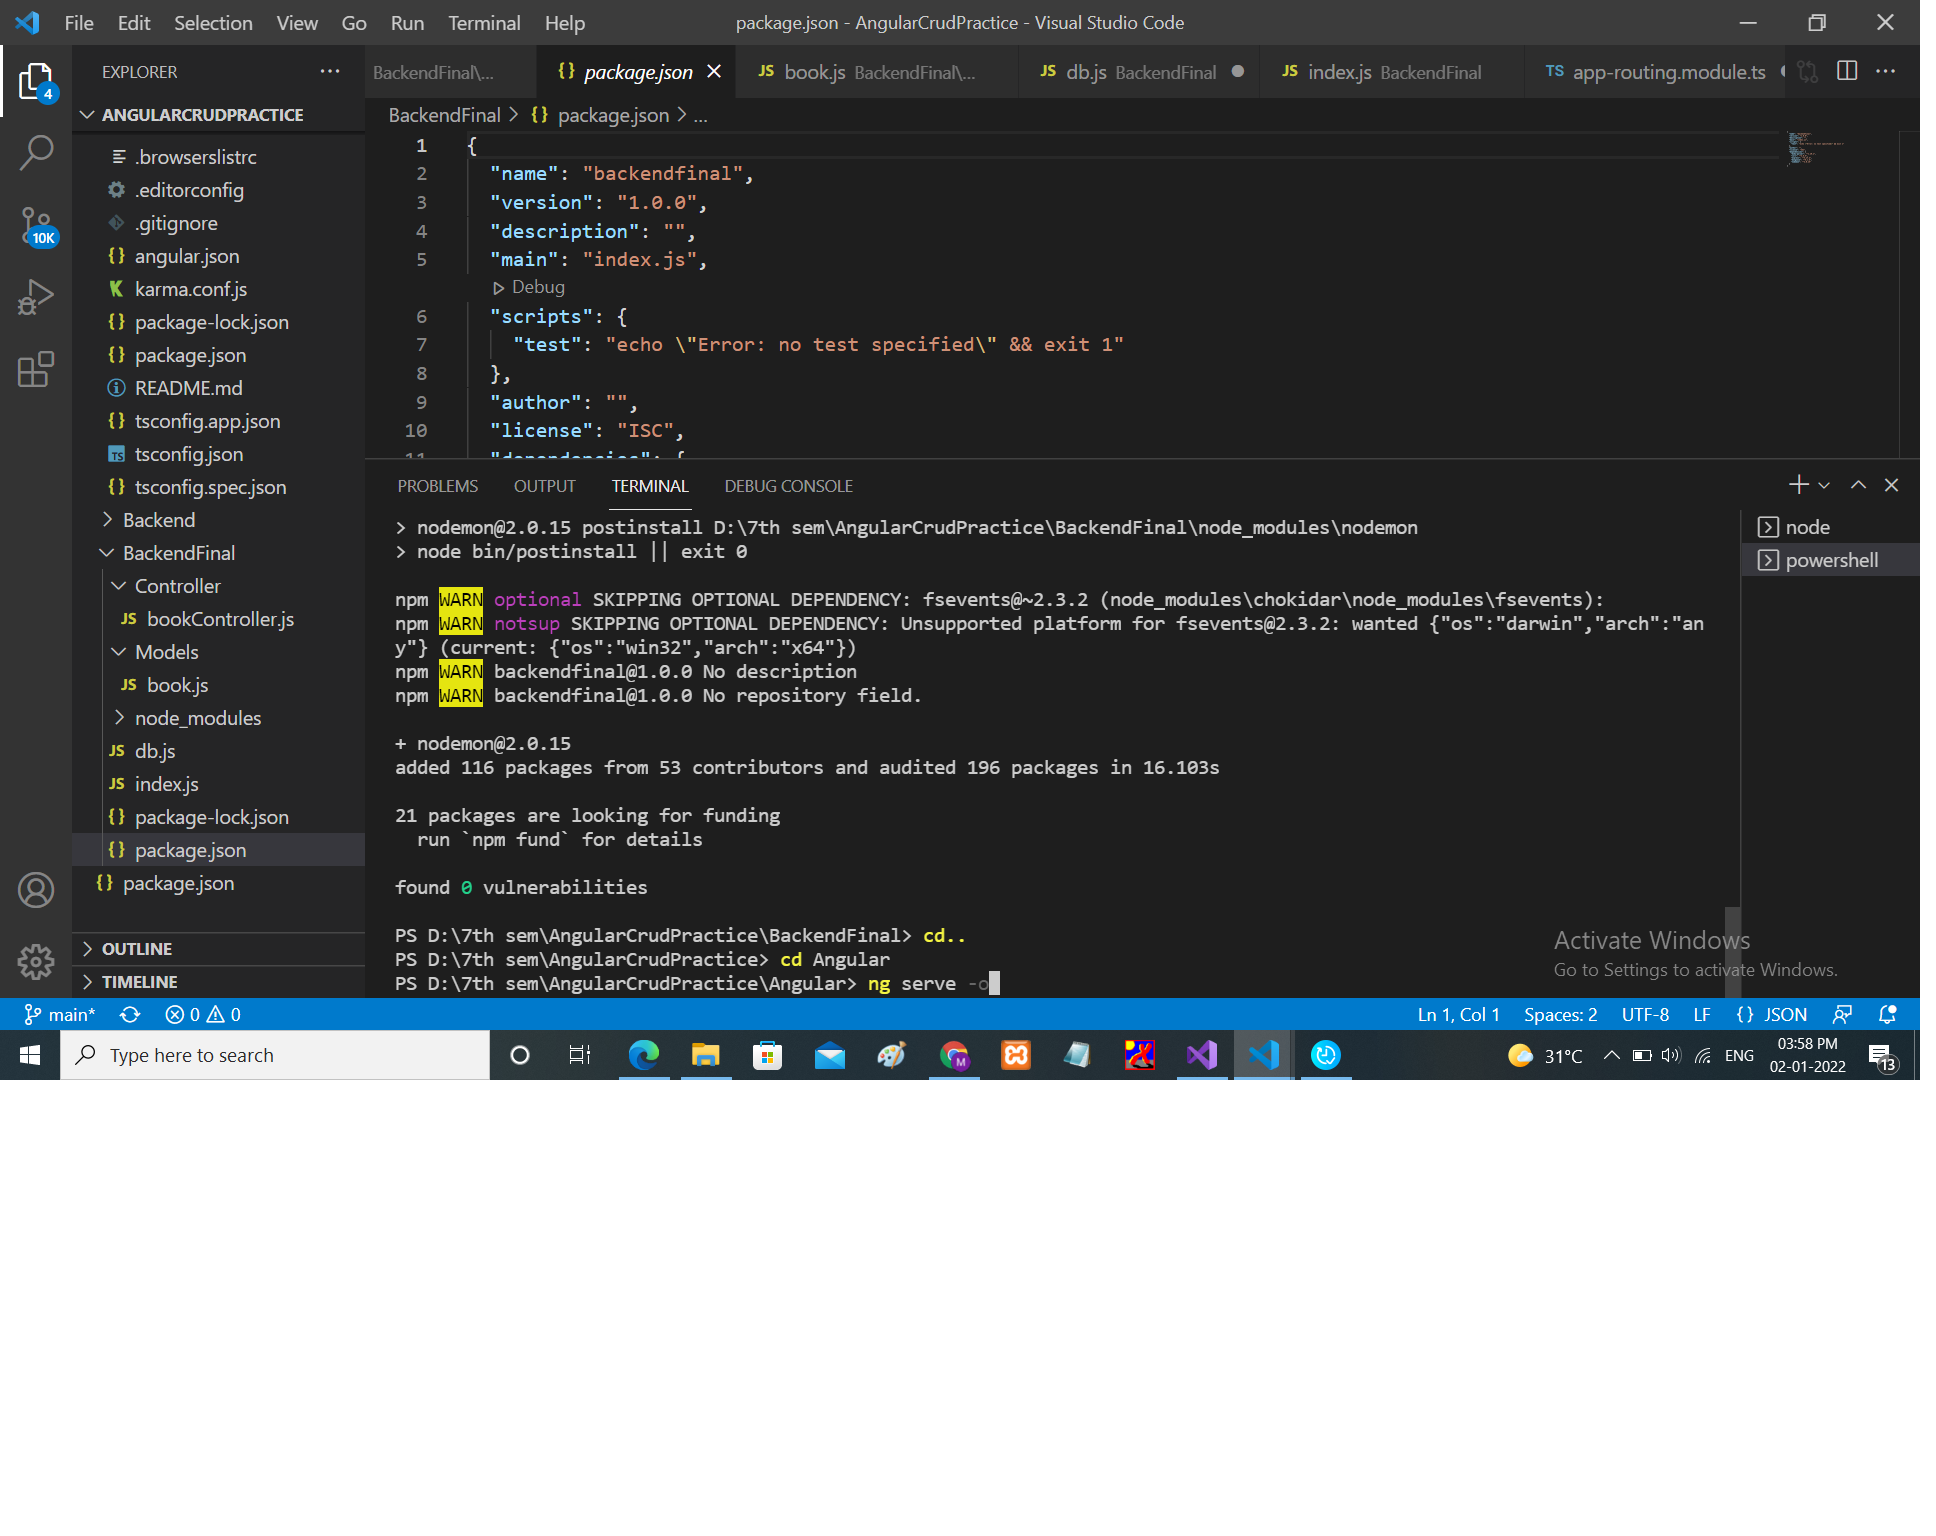 File Edit Selection View Go Run Terminal Help
package.json - AngularCrudPractice - Visual Studio Code
EXPLORER
BackendFinal\...
package.json
book.js BackendFinal\...
db.js BackendFinal
index.js BackendFinal
app-routing.module.ts
ANGULARCRUDPRACTICE
.browserslistrc
.editorconfig
.gitignore
angular.json
karma.conf.js
package-lock.json
package.json
README.md
tsconfig.app.json
tsconfig.json
tsconfig.spec.json
Backend
BackendFinal
Controller
JS bookController.js
Models
JS book.js
node_modules
JS db.js
JS index.js
package-lock.json
package.json
package.json
OUTLINE
TIMELINE
4
10K
BackendFinal > {} package.json > ...
1 {
2 "name": "backendfinal",
3 "version": "1.0.0",
4 "description": "",
5 "main": "index.js",
Debug
6 "scripts": {
7 "test": "echo \"Error: no test specified\" && exit 1"
8 },
9 "author": "",
10 "license": "ISC",
11 "dependencies": {
PROBLEMS OUTPUT TERMINAL DEBUG CONSOLE
> nodemon@2.0.15 postinstall D:\7th sem\AngularCrudPractice\BackendFinal\node_modules\nodemon
> node bin/postinstall || exit 0
npm WARN optional SKIPPING OPTIONAL DEPENDENCY: fsevents@~2.3.2 (node_modules\chokidar\node_modules\fsevents):
npm WARN notsup SKIPPING OPTIONAL DEPENDENCY: Unsupported platform for fsevents@2.3.2: wanted {"os":"darwin","arch":"an
y"} (current: {"os":"win32","arch":"x64"})
npm WARN backendfinal@1.0.0 No description
npm WARN backendfinal@1.0.0 No repository field.
+ nodemon@2.0.15
added 116 packages from 53 contributors and audited 196 packages in 16.103s
21 packages are looking for funding
run `npm fund` for details
found 0 vulnerabilities
PS D:\7th sem\AngularCrudPractice\BackendFinal> cd..
PS D:\7th sem\AngularCrudPractice> cd Angular
PS D:\7th sem\AngularCrudPractice\Angular> ng serve -o
node
powershell
Activate Windows
Go to Settings to activate Windows.
main* 0 0
Ln 1, Col 1 Spaces: 2 UTF-8 LF {} JSON
Type here to search
31°C ENG 03:58 PM
02-01-2022
13